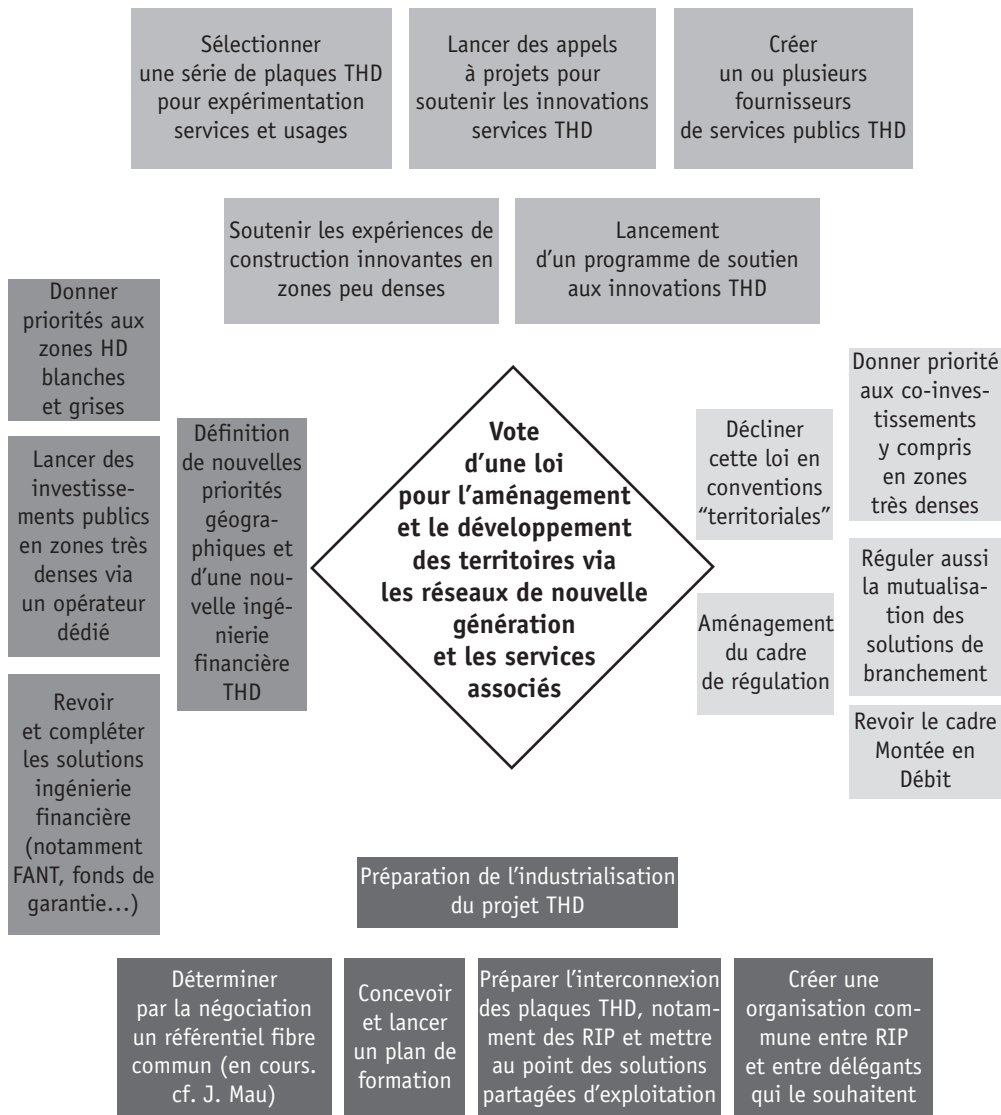 Sélectionner
une série de plaques THD
pour expérimentation
services et usages
Lancer des appels
à projets pour
soutenir les innovations
services THD
Créer
un ou plusieurs
fournisseurs
de services publics THD
Soutenir les expériences de
construction innovantes en
zones peu denses
Lancement
d'un programme de soutien
aux innovations THD
Donner
priorités aux
zones HD
blanches
et grises
Lancer des
investisse-
ments publics
en zones très
denses via
un opérateur
dédié
Revoir
et compléter
les solutions
ingénierie
financière
(notamment
FANT, fonds de
garantie…)
Définition
de nouvelles
priorités
géogra-
phiques et
d'une nou-
velle ingé-
nierie
financière
THD
Vote
d'une loi
pour l'aménagement
et le développement
des territoires via
les réseaux de nouvelle
génération
et les services
associés
Décliner
cette loi en
conventions
"territoriales"
Aménagement
du cadre
de régulation
Donner priorité
aux co-inves-
tissements
y compris
en zones
très denses
Réguler aussi
la mutualisa-
tion des
solutions de
branchement
Revoir le cadre
Montée en
Débit
Préparation de l'industrialisation
du projet THD
Déterminer
par la négociation
un référentiel fibre
commun (en cours.
cf. J. Mau)
Concevoir
et lancer
un plan de
formation
Préparer l'interconnexion
des plaques THD, notam-
ment des RIP et mettre
au point des solutions
partagées d'exploitation
Créer une
organisation com-
mune entre RIP
et entre délégants
qui le souhaitent